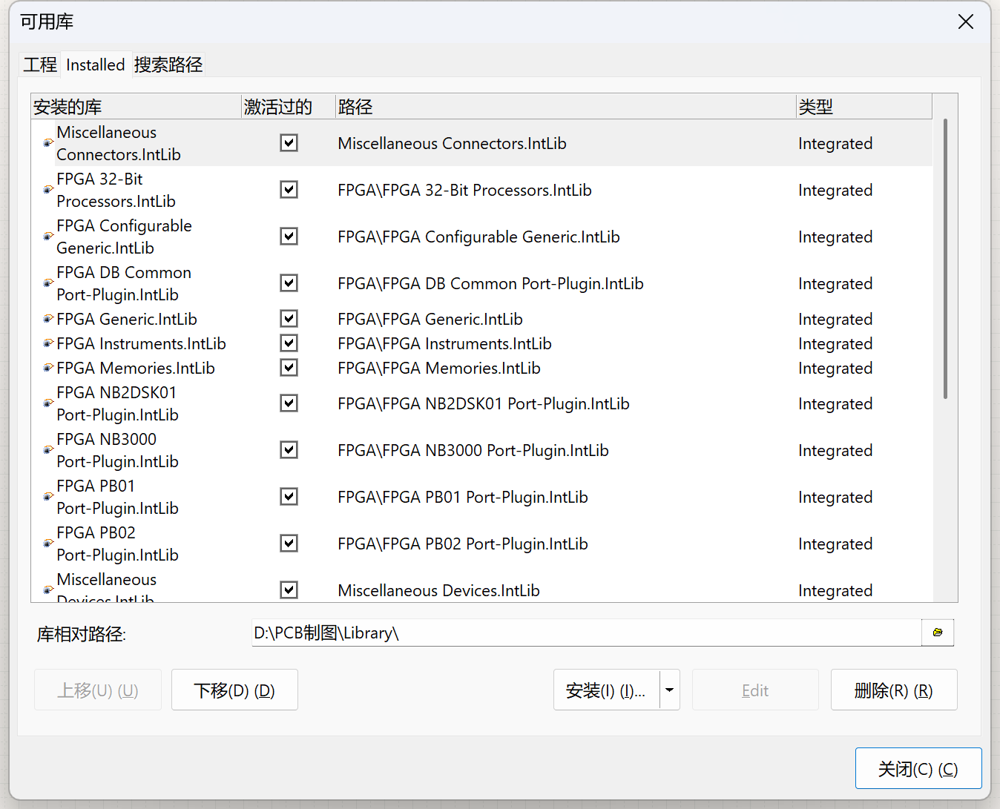 可用库
工程 Installed 搜索路径
安装的库 激活过的 路径 类型
Miscellaneous
Connectors.IntLib Miscellaneous Connectors.IntLib Integrated
FPGA 32-Bit
Processors.IntLib FPGA\FPGA 32-Bit Processors.IntLib Integrated
FPGA Configurable
Generic.IntLib FPGA\FPGA Configurable Generic.IntLib Integrated
FPGA DB Common
Port-Plugin.IntLib FPGA\FPGA DB Common Port-Plugin.IntLib Integrated
FPGA Generic.IntLib FPGA\FPGA Generic.IntLib Integrated
FPGA Instruments.IntLib FPGA\FPGA Instruments.IntLib Integrated
FPGA Memories.IntLib FPGA\FPGA Memories.IntLib Integrated
FPGA NB2DSK01
Port-Plugin.IntLib FPGA\FPGA NB2DSK01 Port-Plugin.IntLib Integrated
FPGA NB3000
Port-Plugin.IntLib FPGA\FPGA NB3000 Port-Plugin.IntLib Integrated
FPGA PB01
Port-Plugin.IntLib FPGA\FPGA PB01 Port-Plugin.IntLib Integrated
FPGA PB02
Port-Plugin.IntLib FPGA\FPGA PB02 Port-Plugin.IntLib Integrated
Miscellaneous
Devices.IntLib Miscellaneous Devices.IntLib Integrated
库相对路径: D:\PCB制图\Library\
上移(U) (U) 下移(D) (D) 安装(I) (I)... Edit 删除(R) (R)
关闭(C) (C)